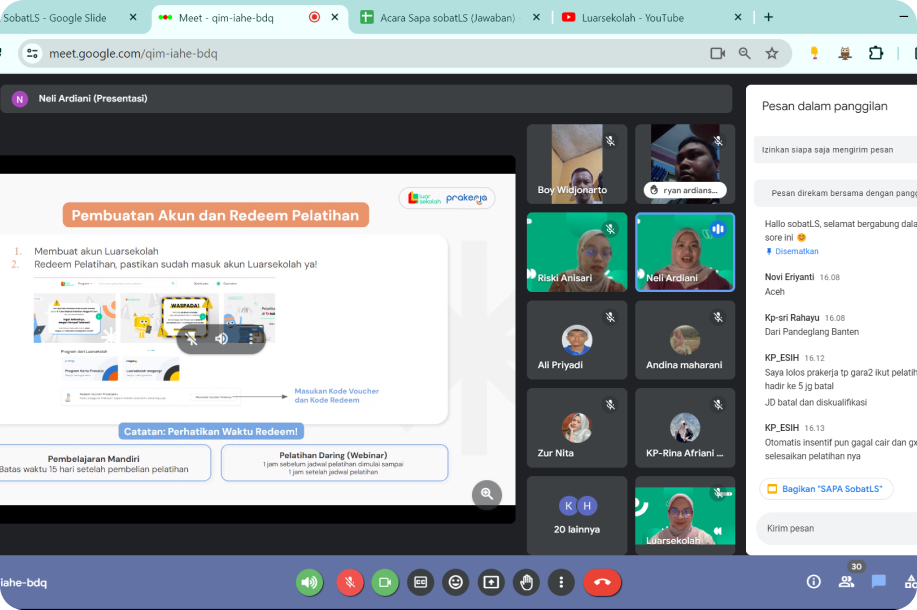 SobatLS - Google Slide
Meet - qim-iahe-bdq
Acara Sapa sobatLS (Jawaban)
Luarsekolah - YouTube
meet.google.com/qim-iahe-bdq
N
Neli Ardiani (Presentasi)
luar
sekolah
prakerja
Pembuatan Akun dan Redeem Pelatihan
1. Membuat akun Luarsekolah
2. Redeem Pelatihan, pastikan sudah masuk akun Luarsekolah ya!
WASPADA!
Program dari Luarsekolah
Masukan Kode Voucher
dan Kode Redeem
Catatan: Perhatikan Waktu Redeem!
Pembelajaran Mandiri
Batas waktu 15 hari setelah pembelian pelatihan
Pelatihan Daring (Webinar)
1 jam sebelum jadwal pelatihan dimulai sampai
1 jam setelah jadwal pelatihan
Boy Widjonarto
ryan ardians...
Riski Anisari
Neli Ardiani
Ali Priyadi
Andina maharani
Zur Nita
KP-Rina Afriani ...
K H
20 lainnya
Luarsekolah
Pesan dalam panggilan
Izinkan siapa saja mengirim pesan
Pesan direkam bersama dengan pangg
Hallo sobatLS, selamat bergabung dala
sore ini 😊
Disematkan
Novi Eriyanti 16.08
Aceh
Kp-sri Rahayu 16.08
Dari Pandeglang Banten
KP_ESIH 16.12
Saya lolos prakerja tp gara2 ikut pelatih
hadir ke 5 jg batal
JD batal dan diskualifikasi
KP_ESIH 16.13
Otomatis insentif pun gagal cair dan gx
selesaikan pelatihan nya
Bagikan "SAPA SobatLS"
Kirim pesan
iahe-bdq
CC
30